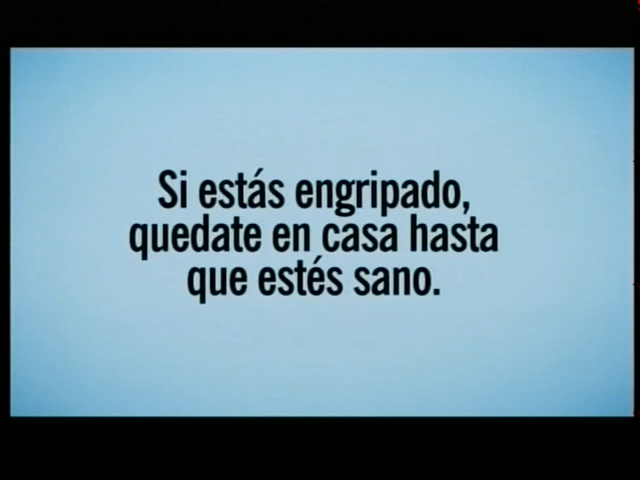 Si estás engripado,
quedate en casa hasta
que estés sano.